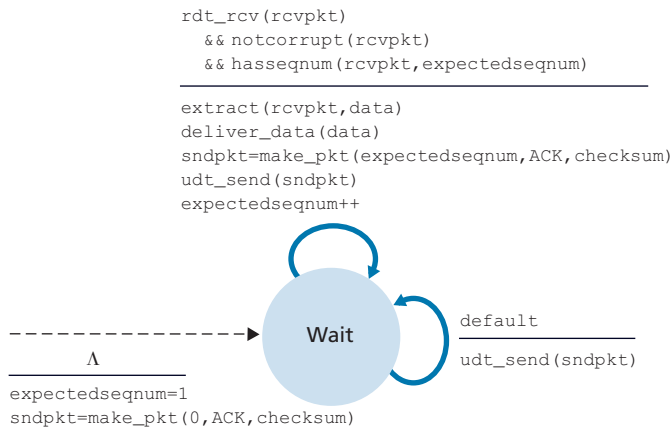 rdt_rcv(rcvpkt)
&& notcorrupt(rcvpkt)
&& hasseqnum(rcvpkt,expectedseqnum)
extract(rcvpkt,data)
deliver_data(data)
sndpkt=make_pkt(expectedseqnum,ACK,checksum)
udt_send(sndpkt)
expectedseqnum++
Wait
default
udt_send(sndpkt)
Λ
expectedseqnum=1
sndpkt=make_pkt(0,ACK,checksum)